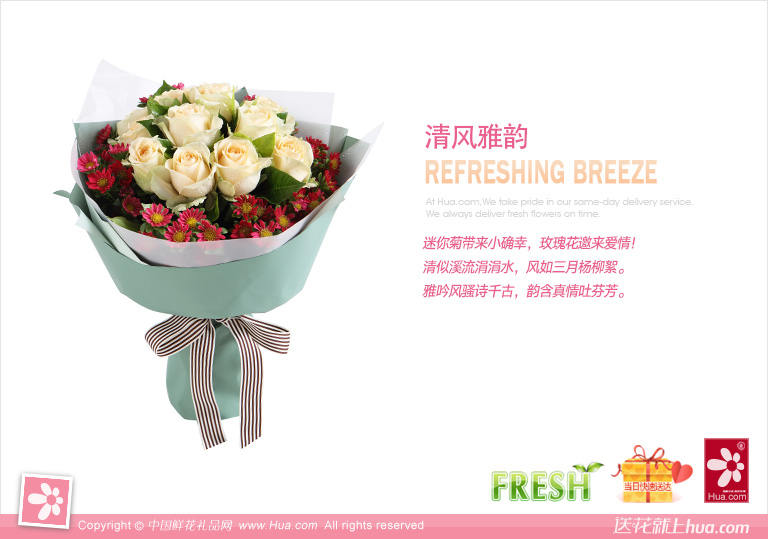 清风雅韵
REFRESHING BREEZE
At Hua.com,We take pride in our same-day delivery service.
We always deliver fresh flowers on time.
迷你菊带来小确幸，玫瑰花邀来爱情！
清似溪流涓涓水，风如三月杨柳絮。
雅吟风骚诗千古，韵含真情吐芬芳。
FRESH
当日快速送达
Hua.com
Copyright © 中国鲜花礼品网 www.Hua.com All rights reserved
送花就上hua.com